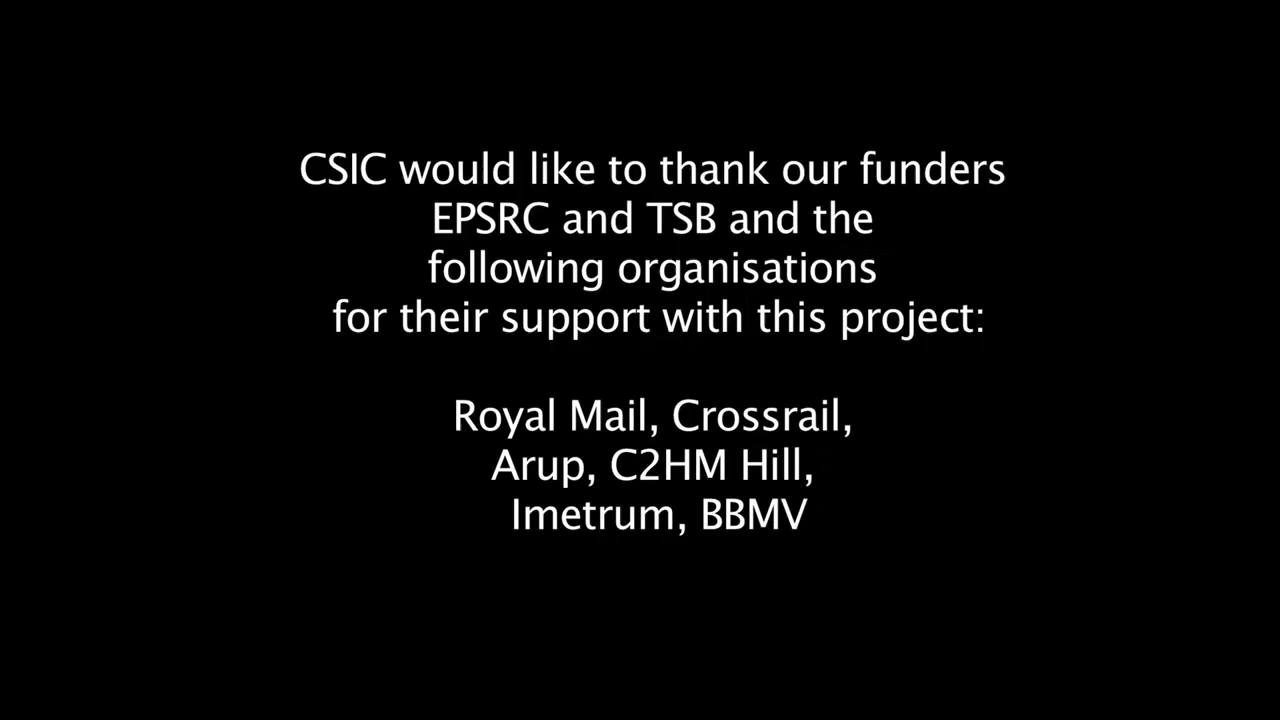 CSIC would like to thank our funders
EPSRC and TSB and the
following organisations
for their support with this project:
Royal Mail, Crossrail,
Arup, C2HM Hill,
Imetrum, BBMV